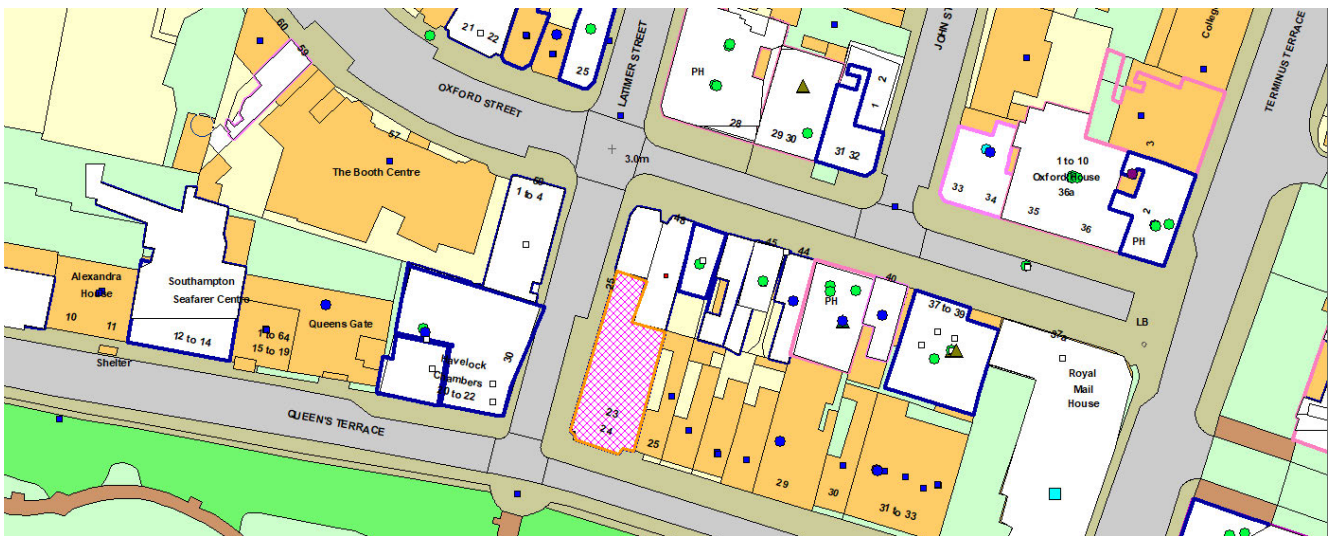 60
59
21
22
25
LATIMER STREET
OXFORD STREET
PH
28
29 30
2
1
31 32
JOHN ST
College
TERMINUS TERRACE
57
The Booth Centre
3.0m
1 to 4
33
34
1 to 10
Oxford House
36a
35
36
3
2
PH
48
45
44
40
PH
37 to 39
37a
LB
Royal
Mail
House
Alexandra
House
10
11
Southampton
Seafarer Centre
12 to 14
Shelter
1 to 64
15 to 19
Queens Gate
Havelock
Chambers
20 to 22
30
25
23
24
25
29
30
31 to 33
QUEEN'S TERRACE